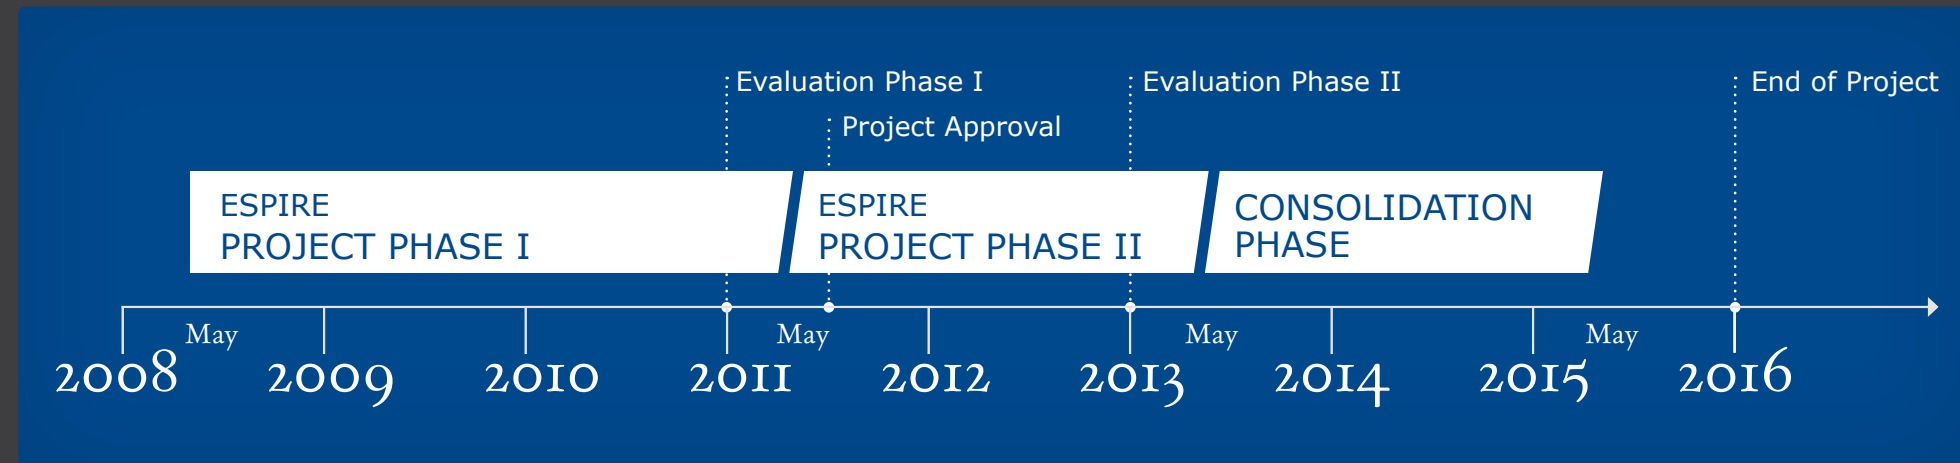 Evaluation Phase I
Evaluation Phase II
End of Project
Project Approval
ESPIRE
PROJECT PHASE I
ESPIRE
PROJECT PHASE II
CONSOLIDATION
PHASE
May
May
May
May
2008
2009
2010
2011
2012
2013
2014
2015
2016